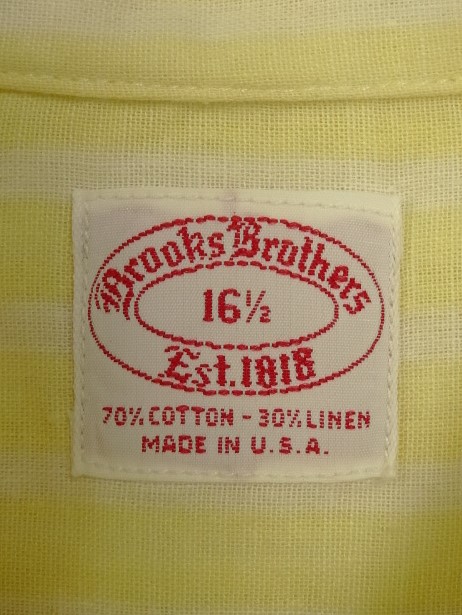 Brooks Brothers
16½
Est. 1818
70% COTTON - 30% LINEN
MADE IN U.S.A.